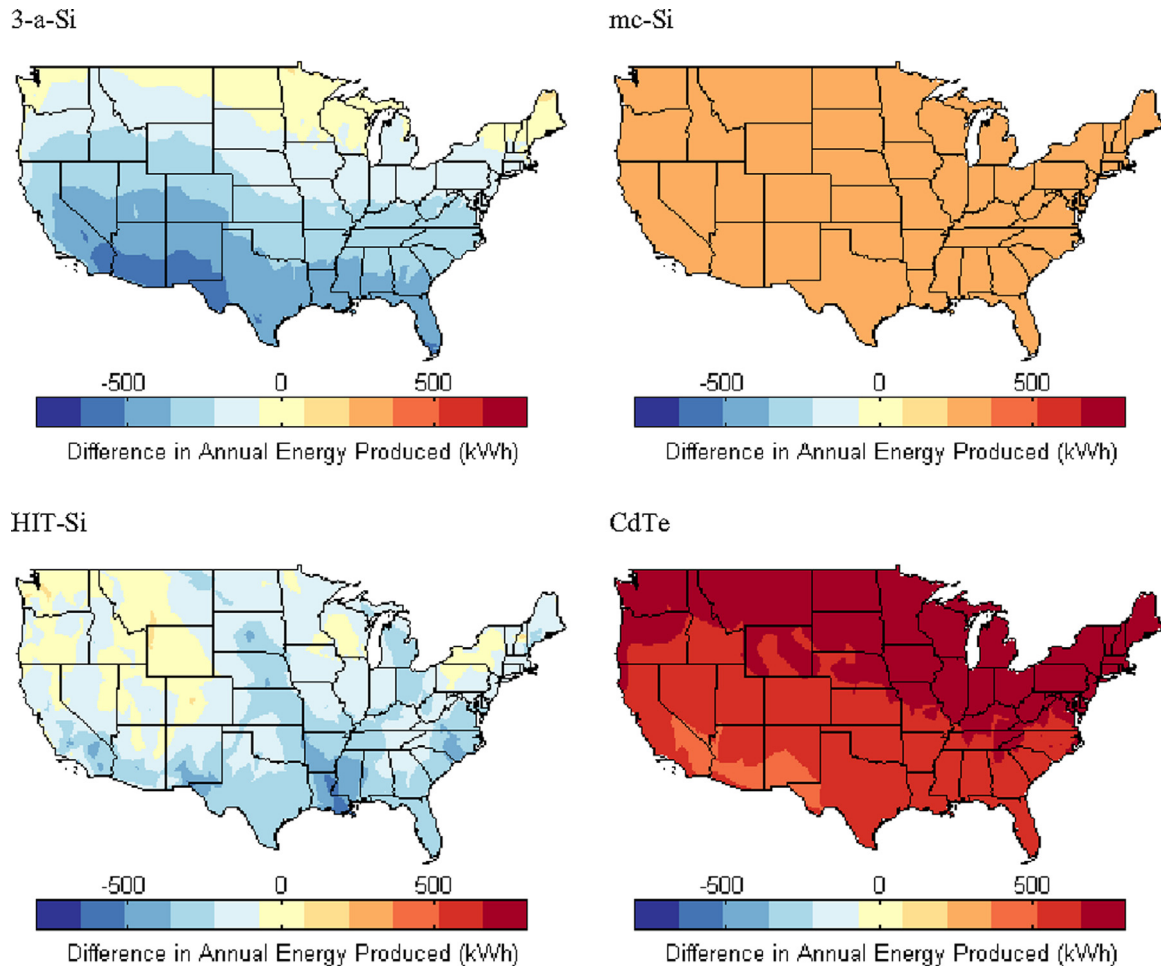 3-a-Si
mc-Si
-500 0 500
Difference in Annual Energy Produced (kWh)
-500 0 500
Difference in Annual Energy Produced (kWh)
HIT-Si
CdTe
-500 0 500
Difference in Annual Energy Produced (kWh)
-500 0 500
Difference in Annual Energy Produced (kWh)